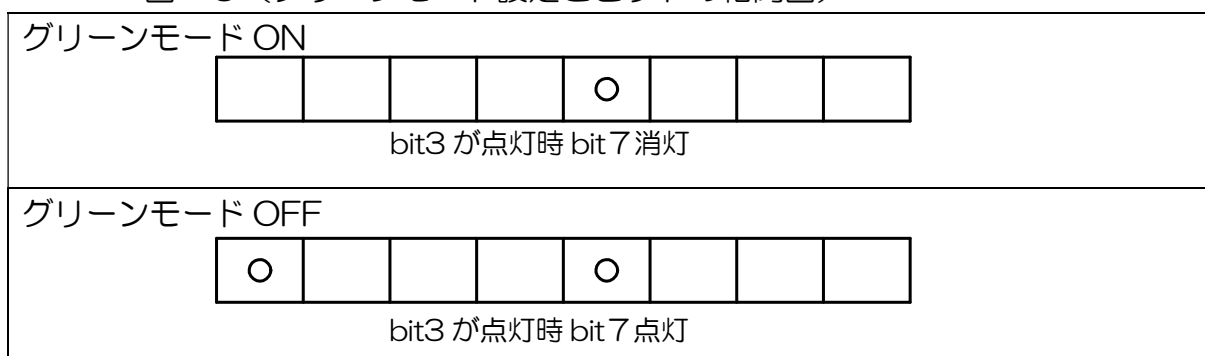 グリーンモード ON
○
bit3 が点灯時 bit7消灯
グリーンモード OFF
○ ○
bit3 が点灯時 bit7点灯